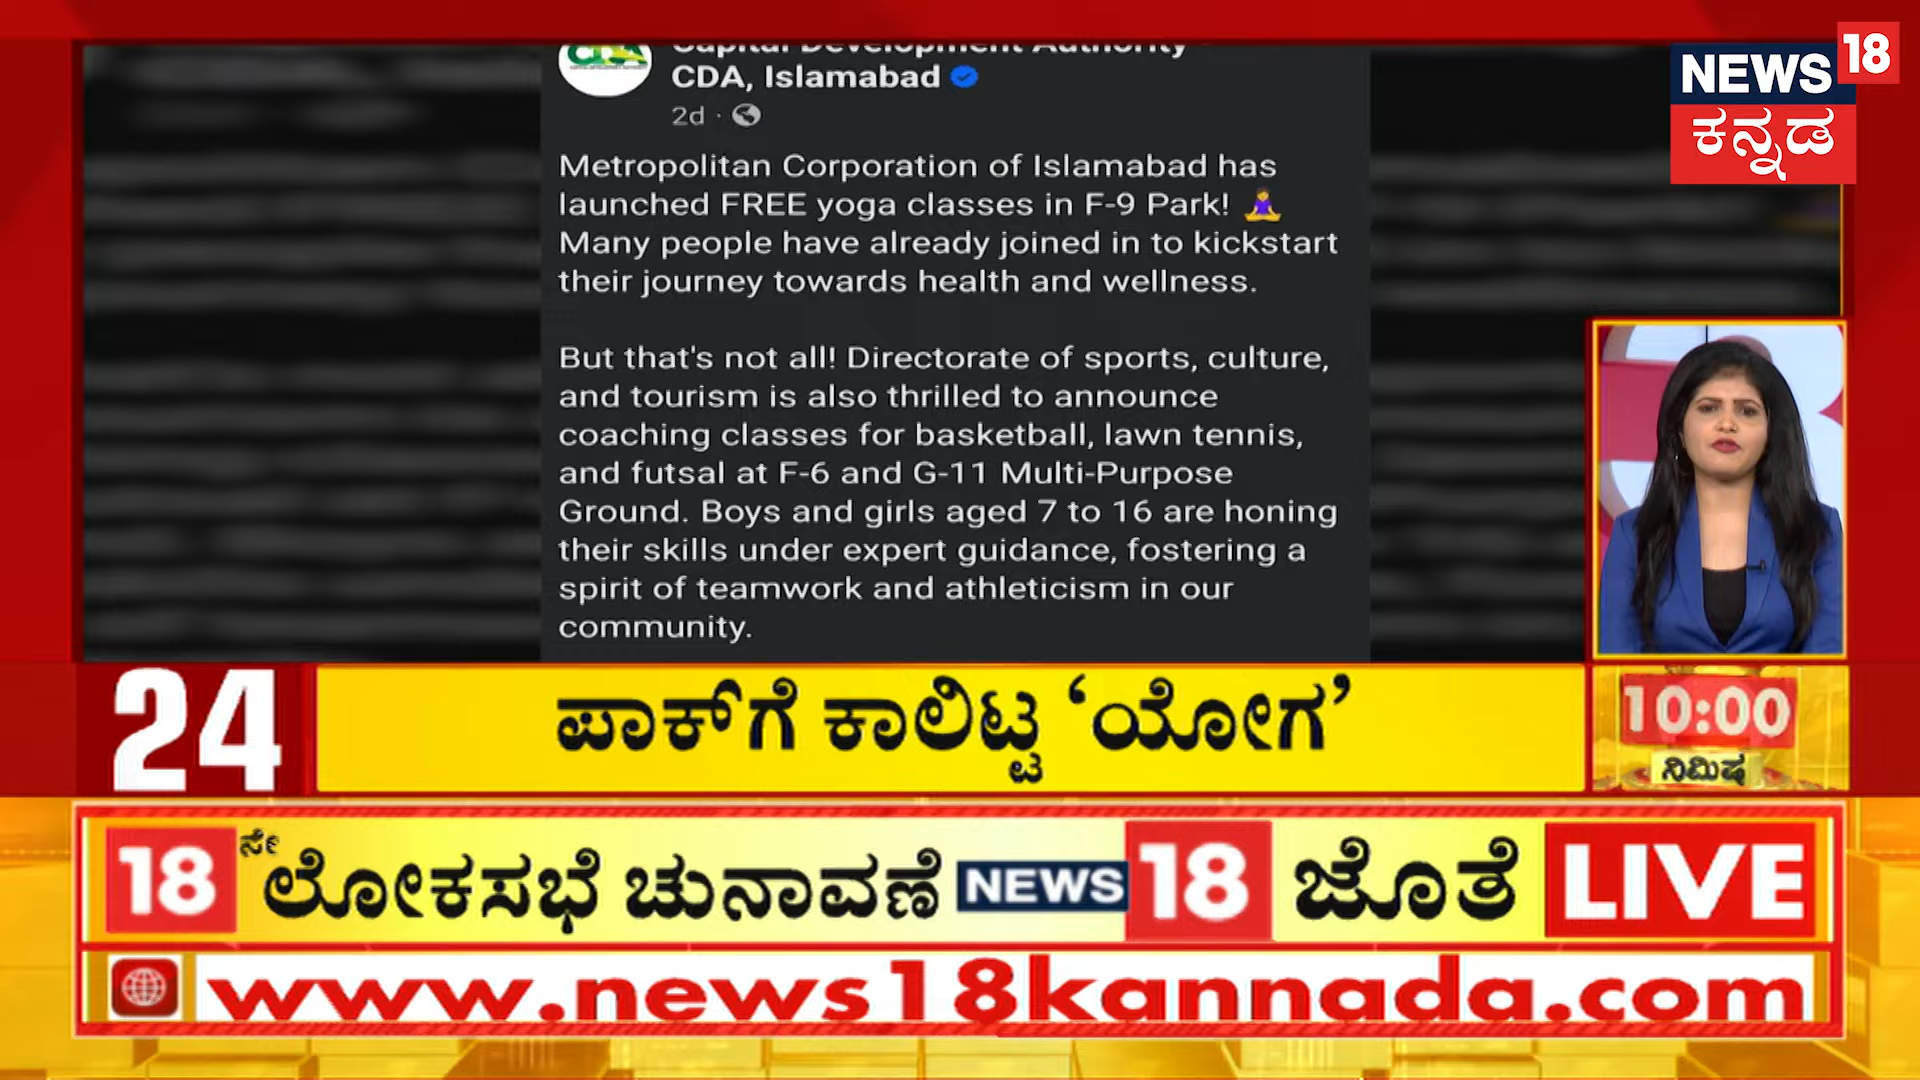 Capital Development Authority
CDA, Islamabad
2d ·
Metropolitan Corporation of Islamabad has
launched FREE yoga classes in F-9 Park!
Many people have already joined in to kickstart
their journey towards health and wellness.
But that's not all! Directorate of sports, culture,
and tourism is also thrilled to announce
coaching classes for basketball, lawn tennis,
and futsal at F-6 and G-11 Multi-Purpose
Ground. Boys and girls aged 7 to 16 are honing
their skills under expert guidance, fostering a
spirit of teamwork and athleticism in our
community.
NEWS 18
ಕನ್ನಡ
24
ಪಾಕ್‌ಗೆ ಕಾಲಿಟ್ಟ ‘ಯೋಗ’
10:00
ನಿಮಿಷ
18ನೇ ಲೋಕಸಭೆ ಚುನಾವಣೆ NEWS 18 ಜೊತೆ LIVE
www.news18kannada.com